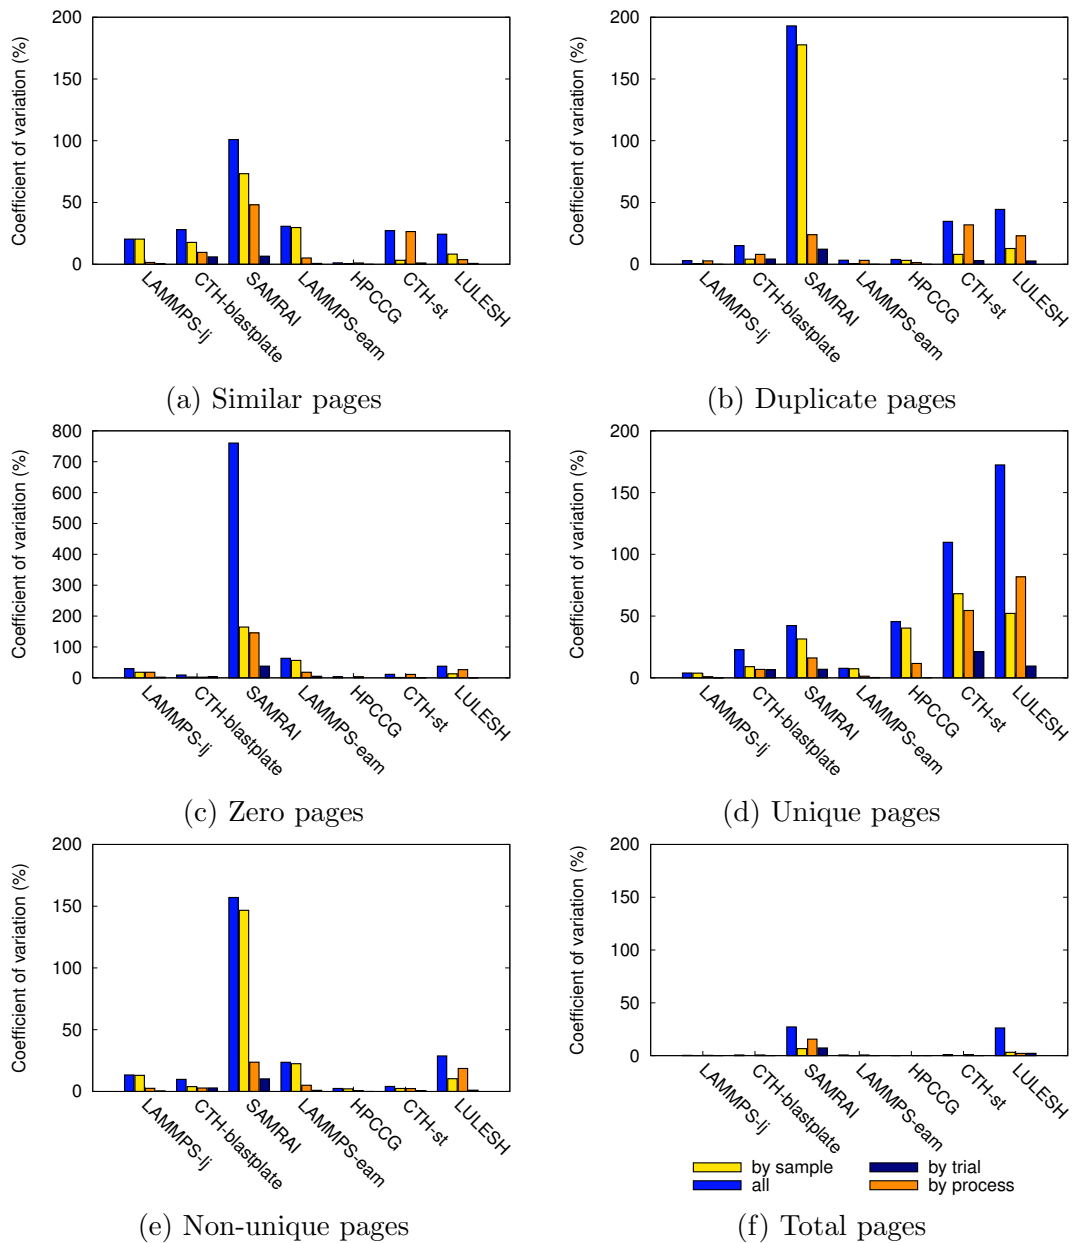 Coefficient of variation (%)
200
150
100
50
0
LAMMPS-lj
CTH-blastplate
SAMRAI
LAMMPS-eam
HPCCG
CTH-st
LULESH
(a) Similar pages
Coefficient of variation (%)
200
150
100
50
0
LAMMPS-lj
CTH-blastplate
SAMRAI
LAMMPS-eam
HPCCG
CTH-st
LULESH
(b) Duplicate pages
Coefficient of variation (%)
800
700
600
500
400
300
200
100
0
LAMMPS-lj
CTH-blastplate
SAMRAI
LAMMPS-eam
HPCCG
CTH-st
LULESH
(c) Zero pages
Coefficient of variation (%)
200
150
100
50
0
LAMMPS-lj
CTH-blastplate
SAMRAI
LAMMPS-eam
HPCCG
CTH-st
LULESH
(d) Unique pages
Coefficient of variation (%)
200
150
100
50
0
LAMMPS-lj
CTH-blastplate
SAMRAI
LAMMPS-eam
HPCCG
CTH-st
LULESH
(e) Non-unique pages
Coefficient of variation (%)
200
150
100
50
0
LAMMPS-lj
CTH-blastplate
SAMRAI
LAMMPS-eam
HPCCG
CTH-st
LULESH
by sample
all
by trial
by process
(f) Total pages